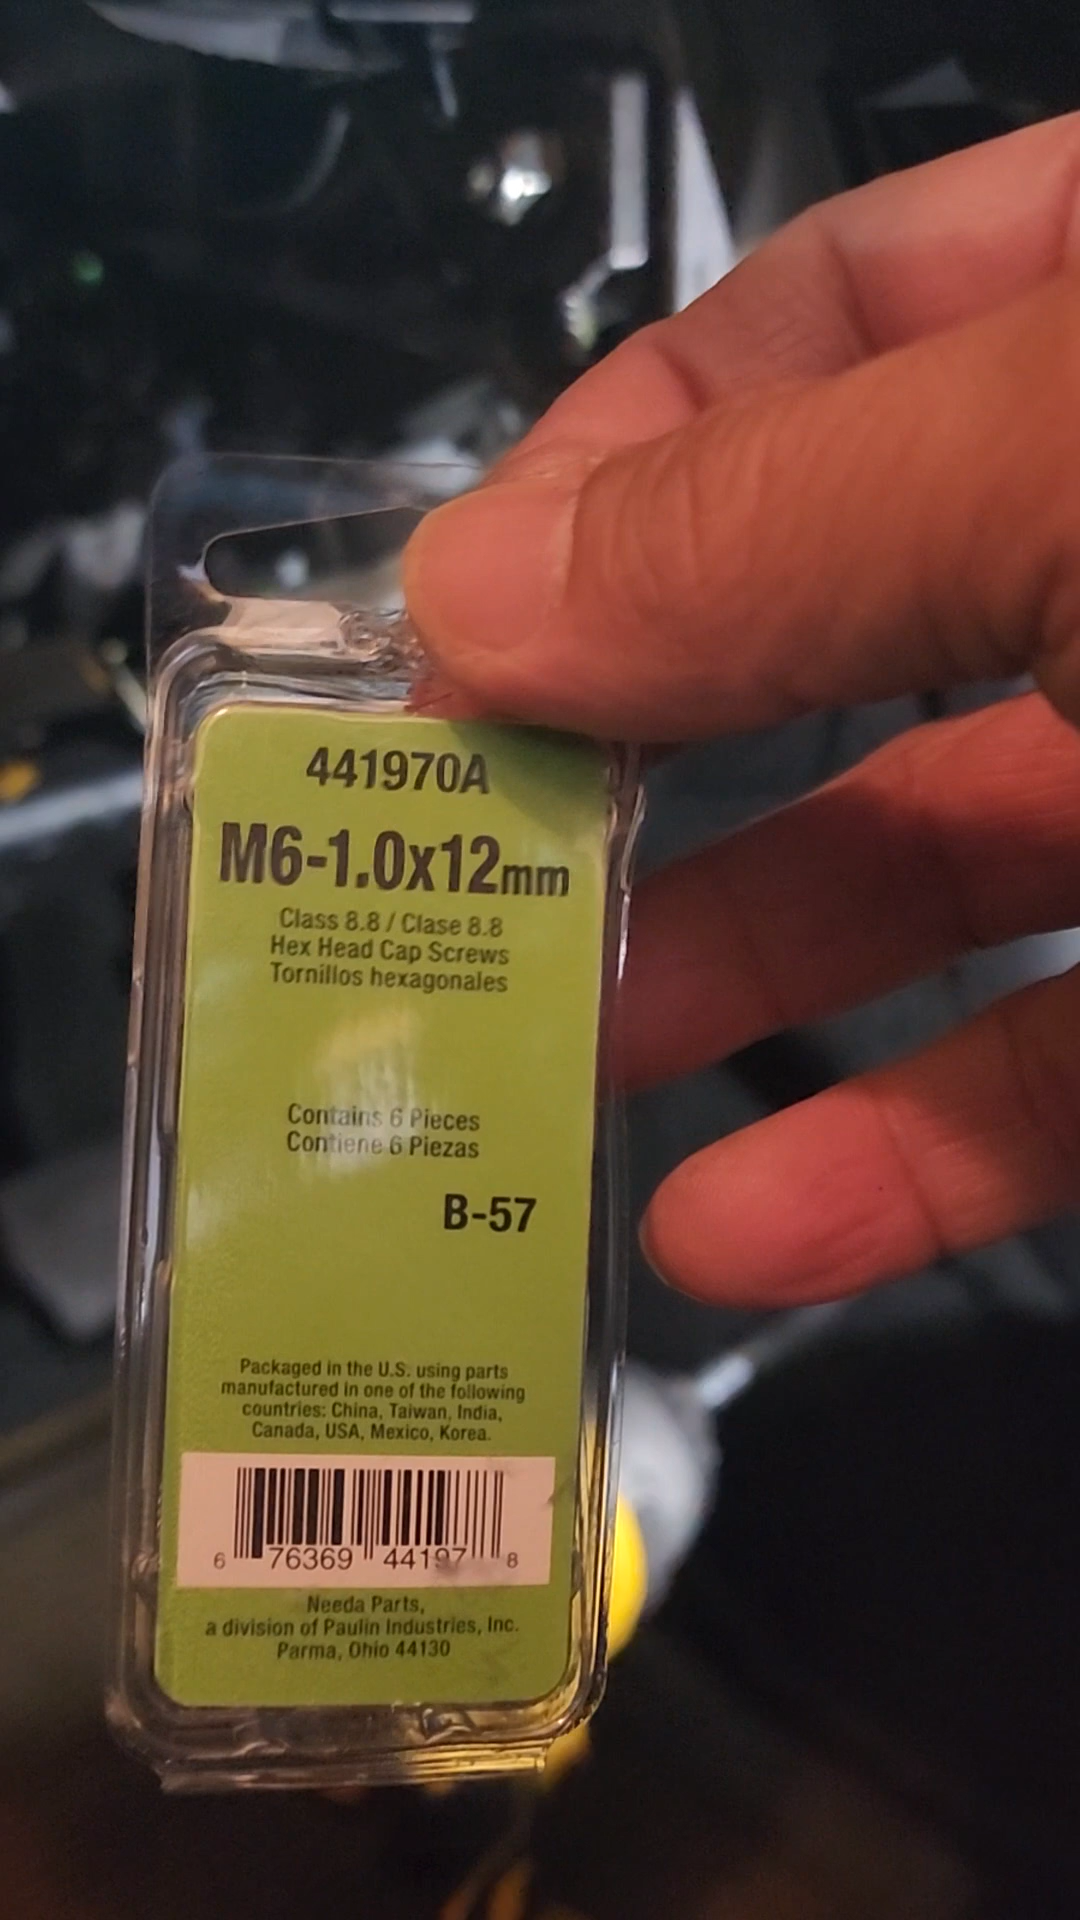 441970A
M6-1.0x12mm
Class 8.8 / Clase 8.8
Hex Head Cap Screws
Tornillos hexagonales
Contains 6 Pieces
Contiene 6 Piezas
B-57
Packaged in the U.S. using parts
manufactured in one of the following
countries: China, Taiwan, India,
Canada, USA, Mexico, Korea.
6 76369 44197 8
Needa Parts,
a division of Paulin Industries, Inc.
Parma, Ohio 44130